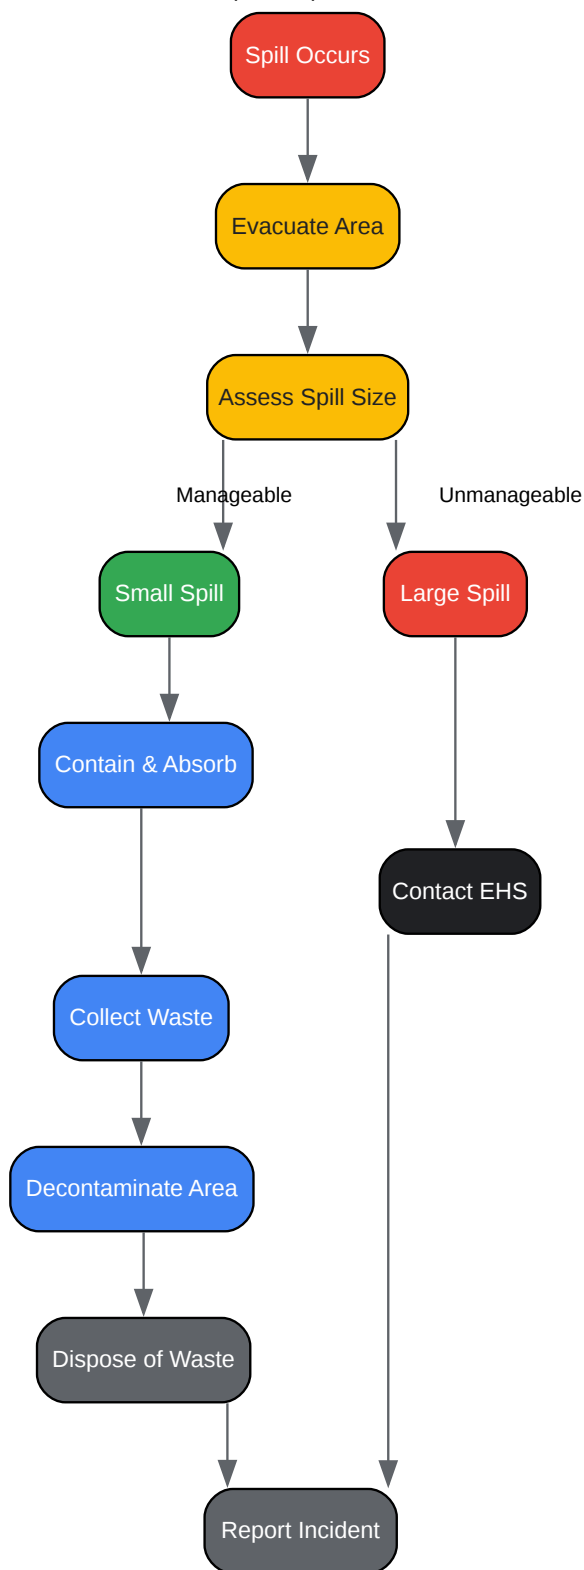 Spill Occurs
Evacuate Area
Assess Spill Size
Manageable
Unmanageable
Small Spill
Large Spill
Contain & Absorb
Contact EHS
Collect Waste
Decontaminate Area
Dispose of Waste
Report Incident